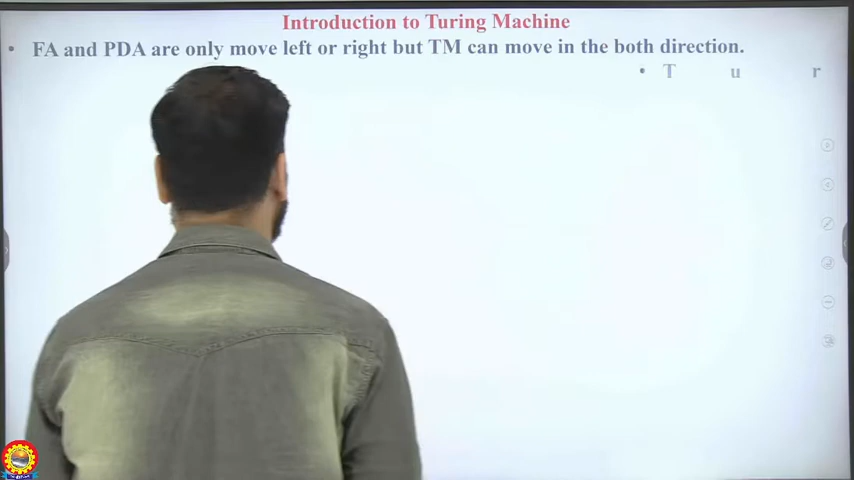 Introduction to Turing Machine
• FA and PDA are only move left or right but TM can move in the both direction.
• T u r